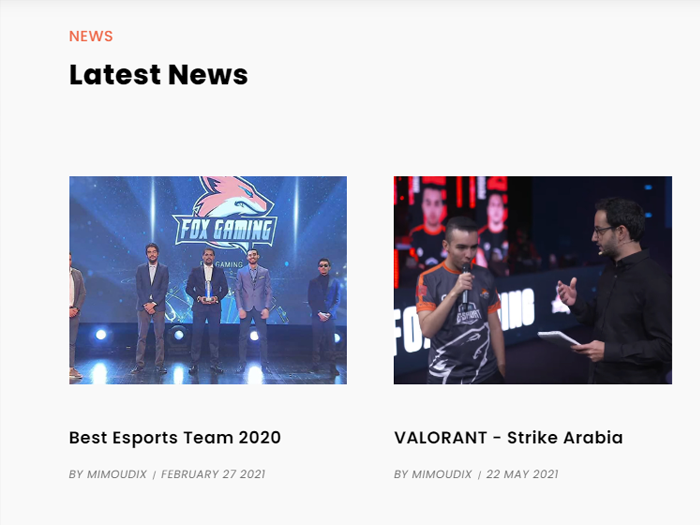 NEWS
Latest News
FOX GAMING
GAMING
Best Esports Team 2020
VALORANT - Strike Arabia
BY MIMOUDIX / FEBRUARY 27 2021
BY MIMOUDIX / 22 MAY 2021